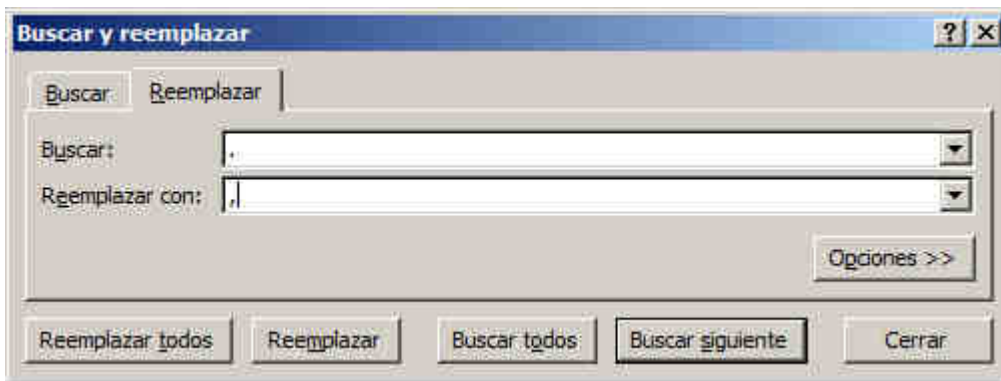 Buscar y reemplazar
Buscar Reemplazar
Buscar: .
Reemplazar con: ,
Opciones >>
Reemplazar todos Reemplazar Buscar todos Buscar siguiente Cerrar